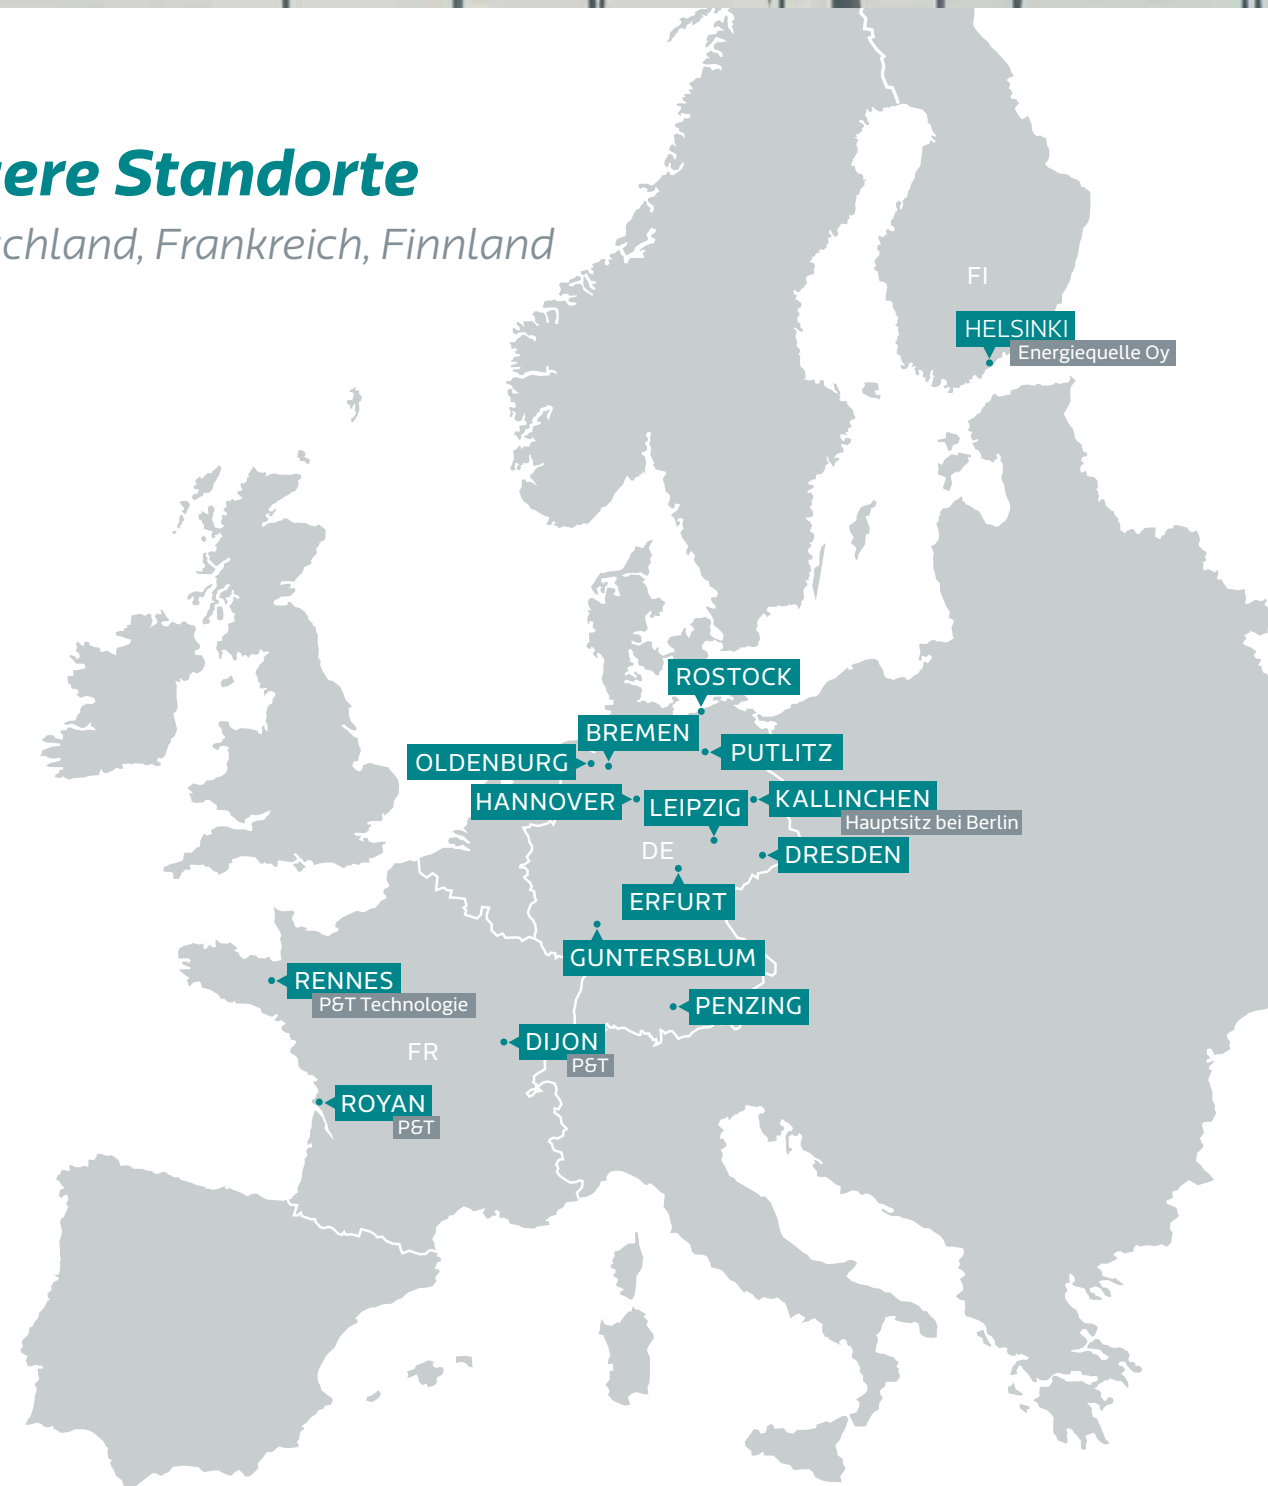 ere Standorte
chland, Frankreich, Finnland
FI
HELSINKI
Energiequelle Oy
ROSTOCK
BREMEN
PUTLITZ
OLDENBURG
HANNOVER
LEIPZIG
KALLINCHEN
Hauptsitz bei Berlin
DE
DRESDEN
ERFURT
GUNTERSBLUM
RENNES
P&T Technologie
PENZING
DIJON
P&T
FR
ROYAN
P&T